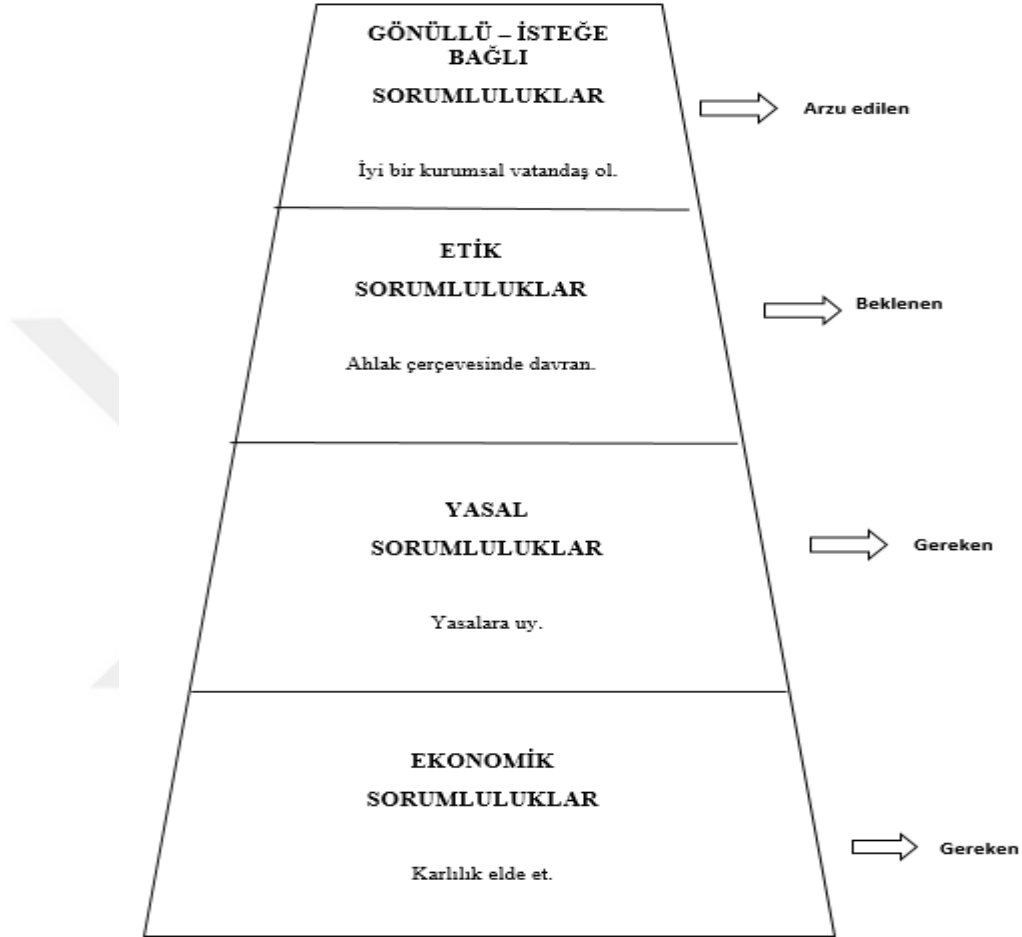 GÖNÜLLÜ – İSTEĞE
BAĞLI
SORUMLULUKLAR
Arzu edilen
İyi bir kurumsal vatandaş ol.
ETİK
SORUMLULUKLAR
Beklenen
Ahlak çerçevesinde davran.
YASAL
SORUMLULUKLAR
Gereken
Yasalara uy.
EKONOMİK
SORUMLULUKLAR
Gereken
Karlılık elde et.